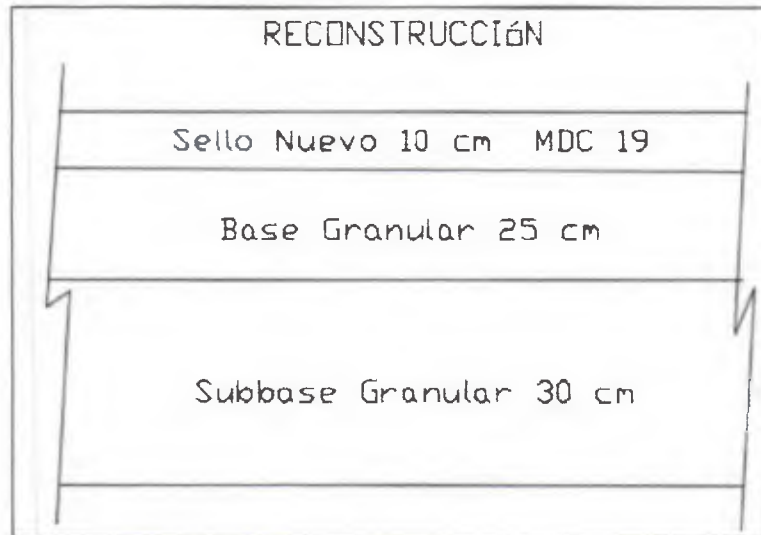 RECONSTRUCCIóN
Sello Nuevo 10 cm MDC 19
Base Granular 25 cm
Subbase Granular 30 cm